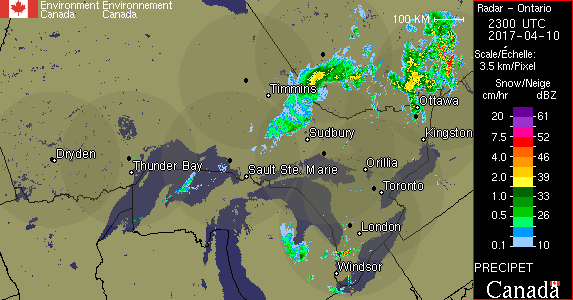 Environment Environnement
Canada Canada
100 KM
Timmins
Ottawa
Sudbury
Kingston
Dryden
Thunder Bay
Sault Ste. Marie
Orillia
Toronto
London
Windsor
Radar - Ontario
2300 UTC
2017-04-10
Scale/Échelle:
3.5 km/Pixel
Snow/Neige
cm/hr dBZ
20 61
7.5 52
4.0 46
2.0 39
1.0 33
0.5 26
0.1 10
PRECIPET
Canada